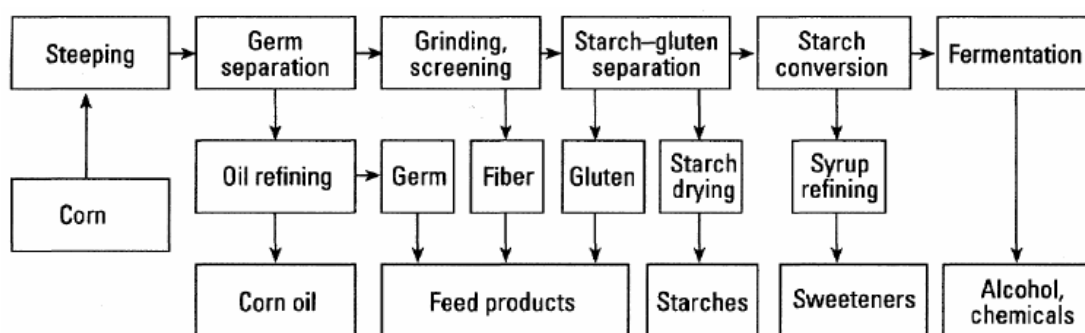 Steeping
Germ
separation
Grinding,
screening
Starch–gluten
separation
Starch
conversion
Fermentation
Corn
Oil refining
Germ
Fiber
Gluten
Starch
drying
Syrup
refining
Corn oil
Feed products
Starches
Sweeteners
Alcohol,
chemicals